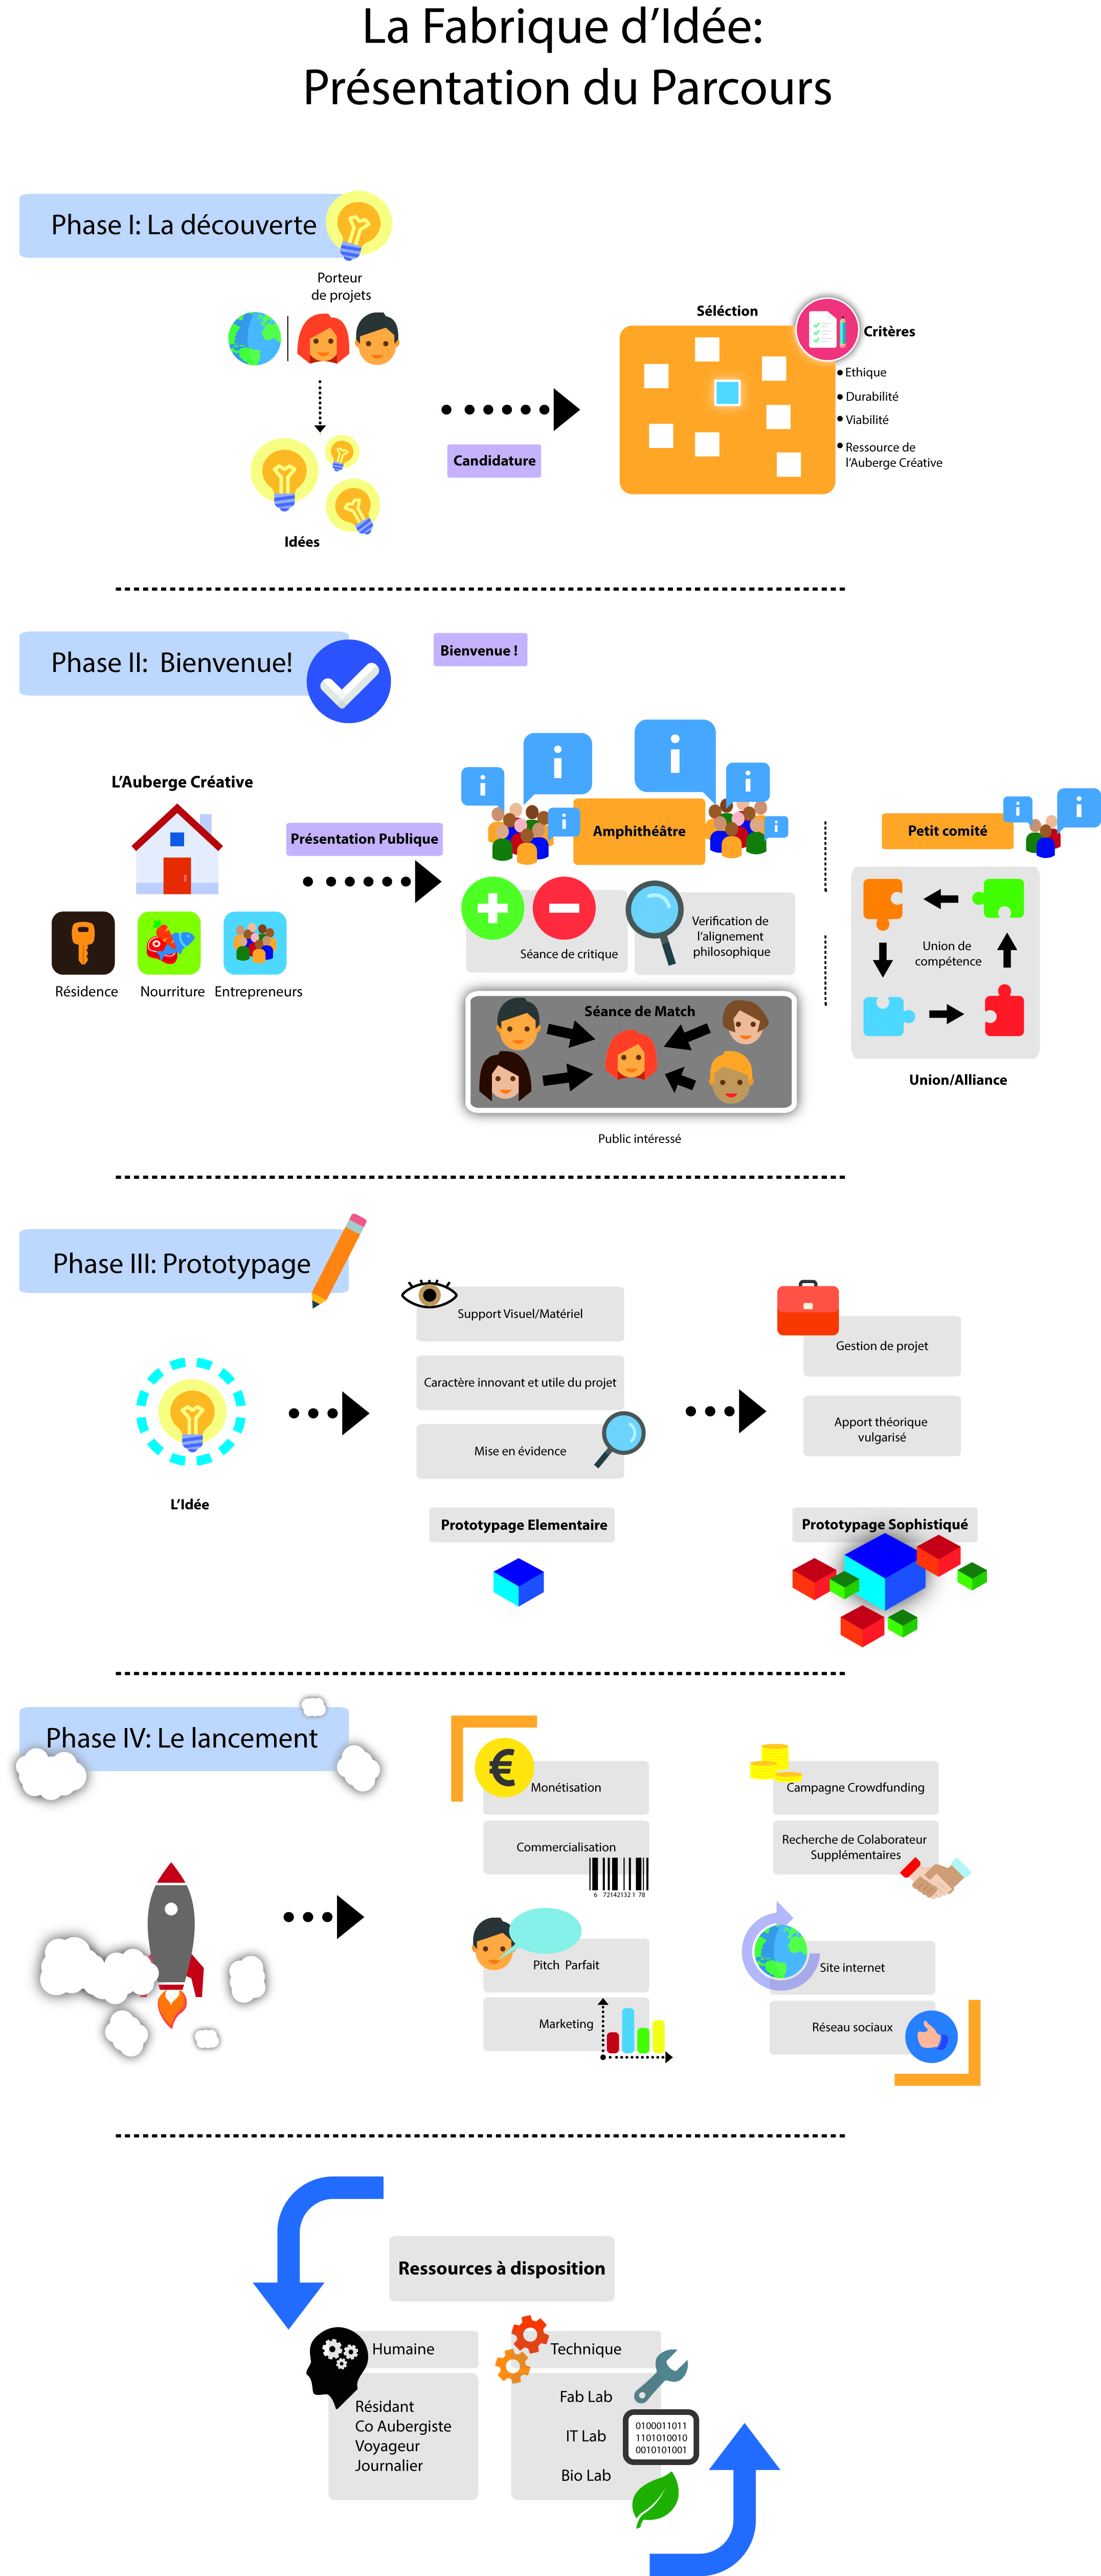 La Fabrique d’Idée:
Présentation du Parcours
Phase I: La découverte
Porteur
de projets
Idées
Candidature
Séléction
Critères
Ethique
Durabilité
Viabilité
Ressource de
l’Auberge Créative
Phase II:  Bienvenue!
Bienvenue !
L’Auberge Créative
Résidence
Nourriture
Entrepreneurs
Présentation Publique
i
i
i
i
i
i
Amphithéâtre
Séance de critique
Verification de
l’alignement
philosophique
Séance de Match
Public intéressé
i
i
Petit comité
Union de
compétence
Union/Alliance
Phase III: Prototypage
L’Idée
Support Visuel/Matériel
Caractère innovant et utile du projet
Mise en évidence
Prototypage Elementaire
Gestion de projet
Apport théorique
vulgarisé
Prototypage Sophistiqué
Phase IV: Le lancement
€
Monétisation
Commercialisation
6 72142132 1 78
Pitch  Parfait
Marketing
Campagne Crowdfunding
Recherche de Colaborateur
Supplémentaires
Site internet
Réseau sociaux
Ressources à disposition
Humaine
Résidant
Co Aubergiste
Voyageur
Journalier
Technique
Fab Lab
IT Lab
0100011011
1101010010
0010101001
Bio Lab